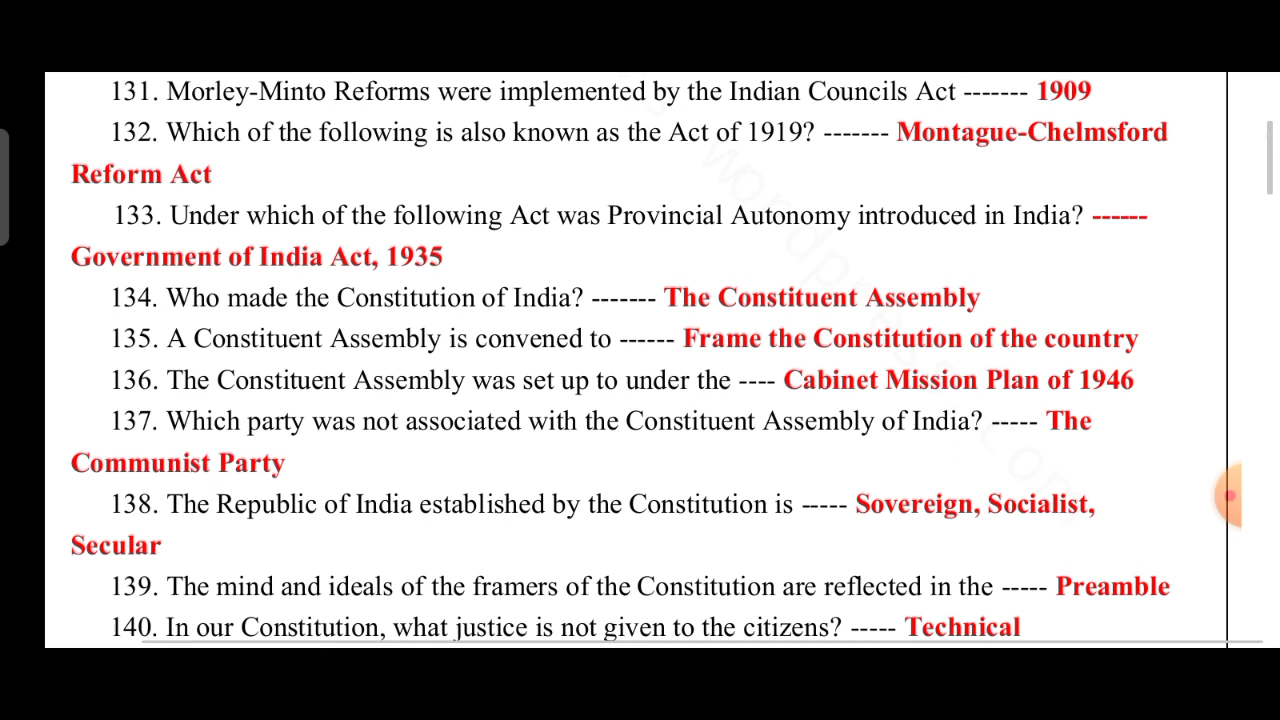 131. Morley-Minto Reforms were implemented by the Indian Councils Act ------- 1909
132. Which of the following is also known as the Act of 1919? ------- Montague-Chelmsford
Reform Act
133. Under which of the following Act was Provincial Autonomy introduced in India? ------
Government of India Act, 1935
134. Who made the Constitution of India? ------- The Constituent Assembly
135. A Constituent Assembly is convened to ------ Frame the Constitution of the country
136. The Constituent Assembly was set up to under the ---- Cabinet Mission Plan of 1946
137. Which party was not associated with the Constituent Assembly of India? ----- The
Communist Party
138. The Republic of India established by the Constitution is ----- Sovereign, Socialist,
Secular
139. The mind and ideals of the framers of the Constitution are reflected in the ----- Preamble
140. In our Constitution, what justice is not given to the citizens? ----- Technical